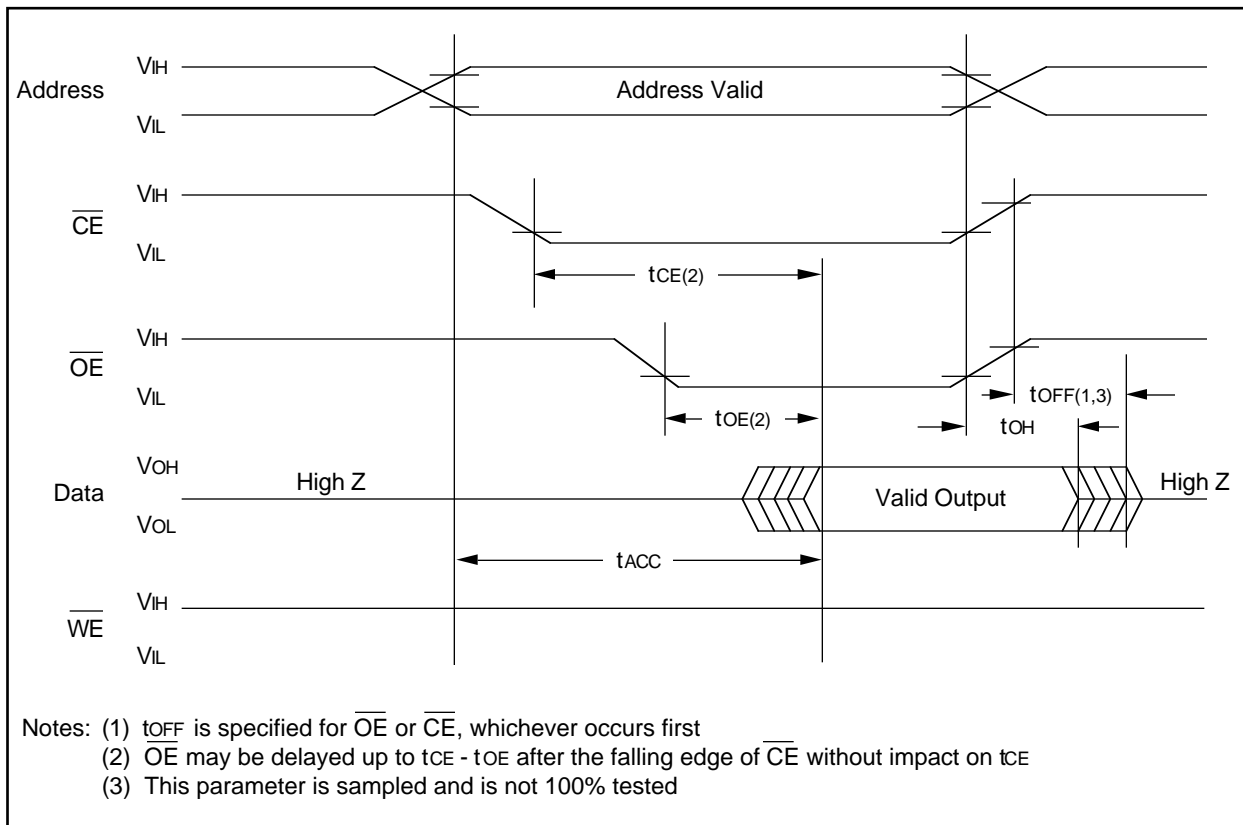 VIH
Address
Address Valid
VIL
VIH
CE
VIL
tCE(2)
VIH
OE
VIL
tOFF(1,3)
tOE(2)
tOH
VOH
Data
High Z
Valid Output
High Z
VOL
tACC
VIH
WE
VIL
Notes: (1) tOFF is specified for OE or CE, whichever occurs first
(2) OE may be delayed up to tCE - tOE after the falling edge of CE without impact on tCE
(3) This parameter is sampled and is not 100% tested